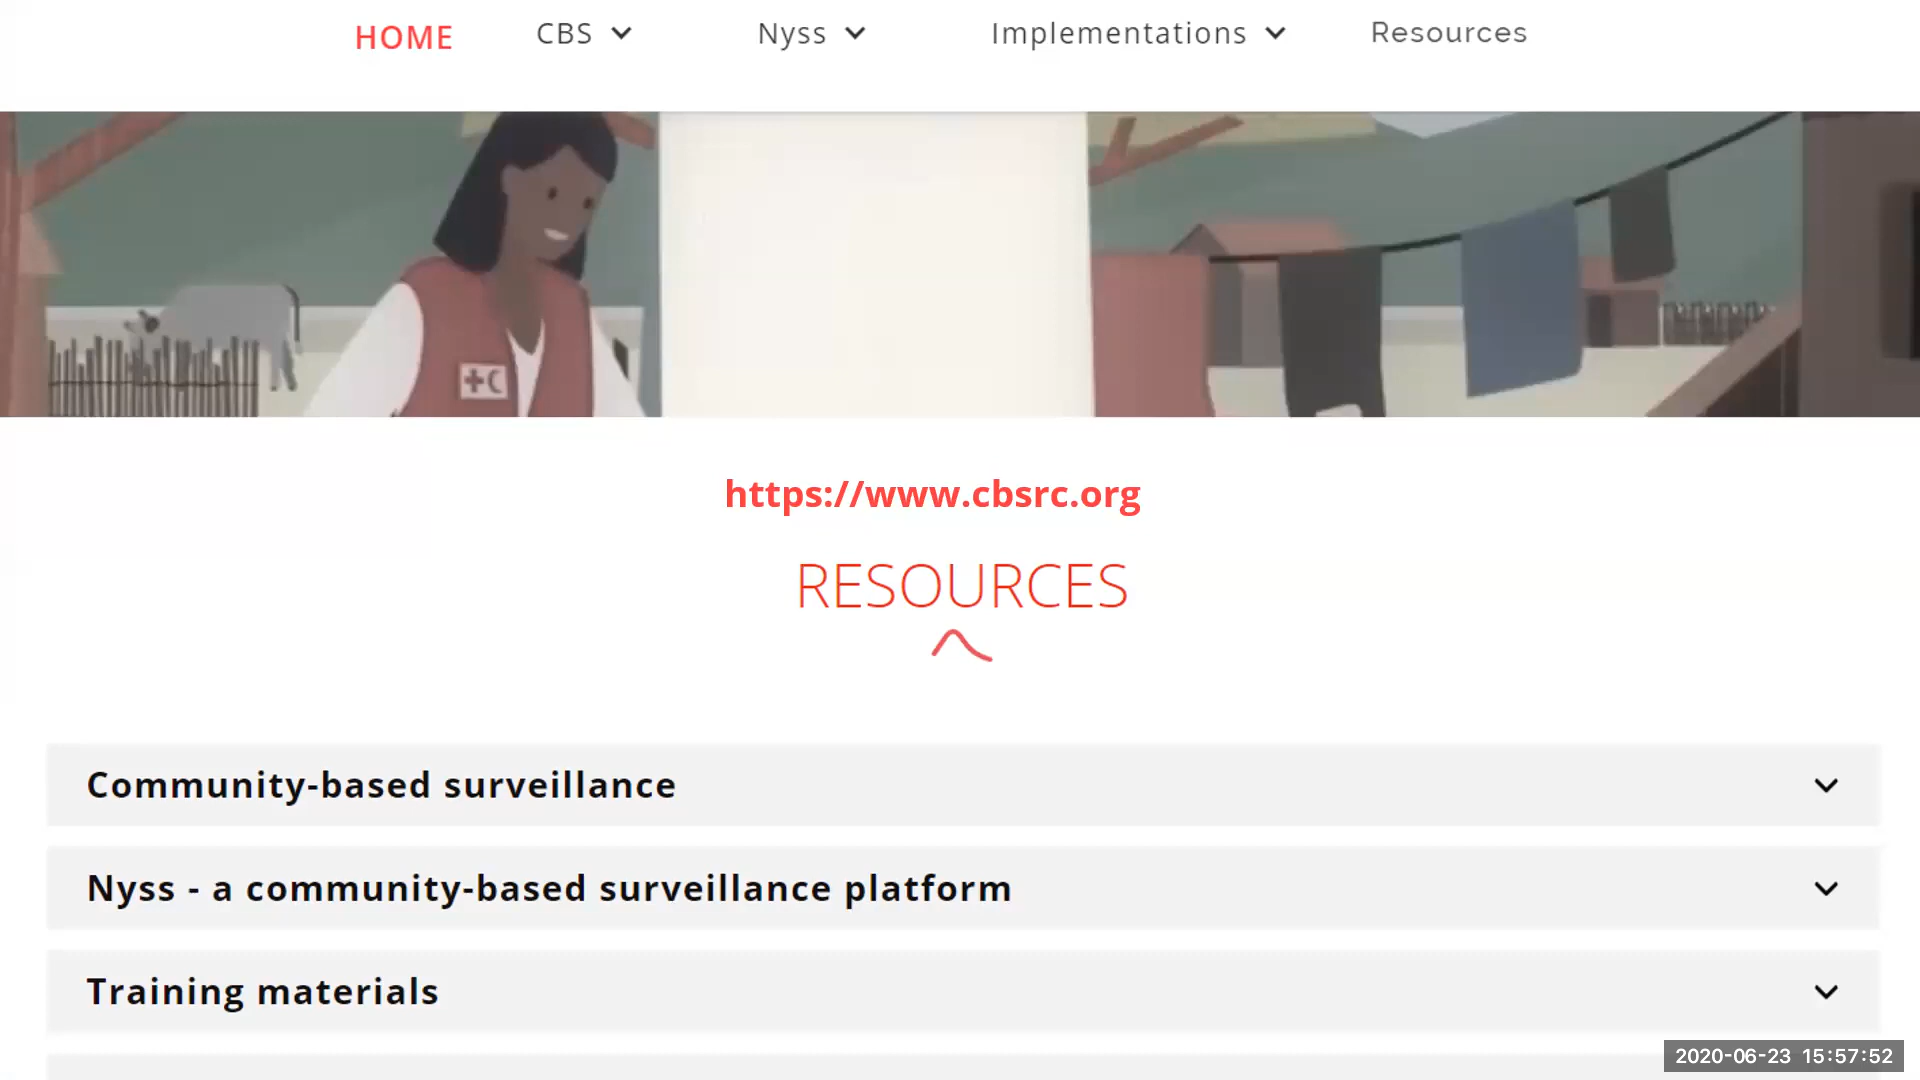 HOME CBS Nyss Implementations Resources
https://www.cbsrc.org
RESOURCES
Community-based surveillance
Nyss - a community-based surveillance platform
Training materials
2020-06-23 15:57:52